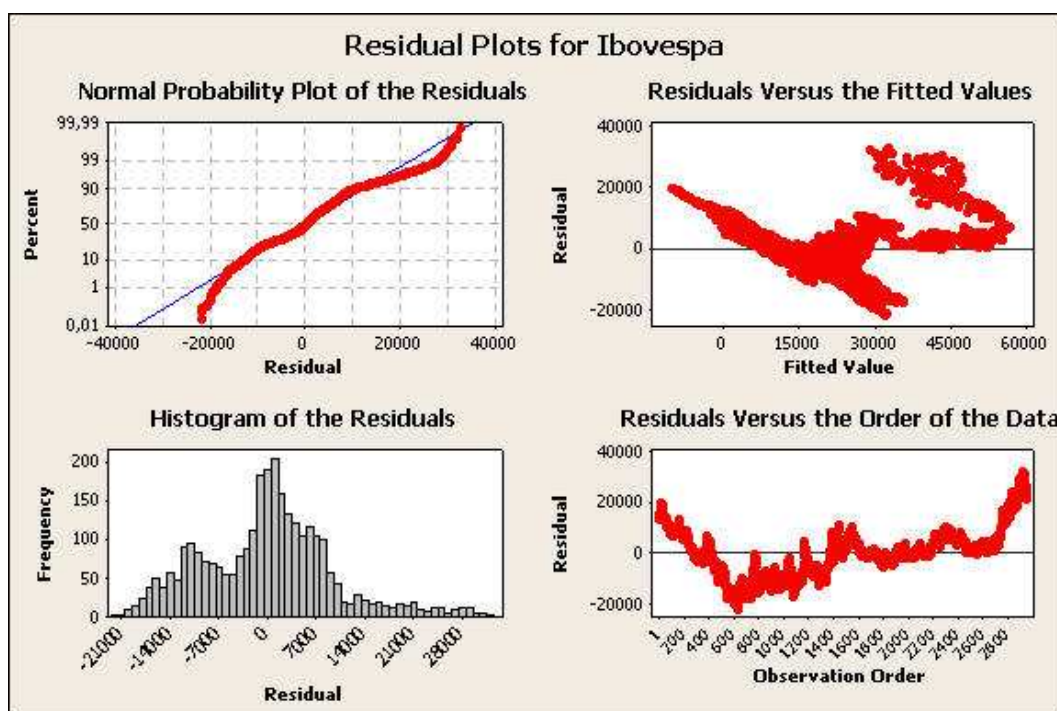 Residual Plots for Ibovespa
Normal Probability Plot of the Residuals
99,99
99
90
50
10
1
0,01
Percent
-40000 -20000 0 20000 40000
Residual
Residuals Versus the Fitted Values
40000
20000
0
-20000
Residual
0 15000 30000 45000 60000
Fitted Value
Histogram of the Residuals
200
150
100
50
0
Frequency
-21000 -14000 -7000 0 7000 14000 21000 28000
Residual
Residuals Versus the Order of the Data
40000
20000
0
-20000
Residual
1 200 400 600 800 1000 1200 1400 1600 1800 2000 2200 2400 2600 2800
Observation Order